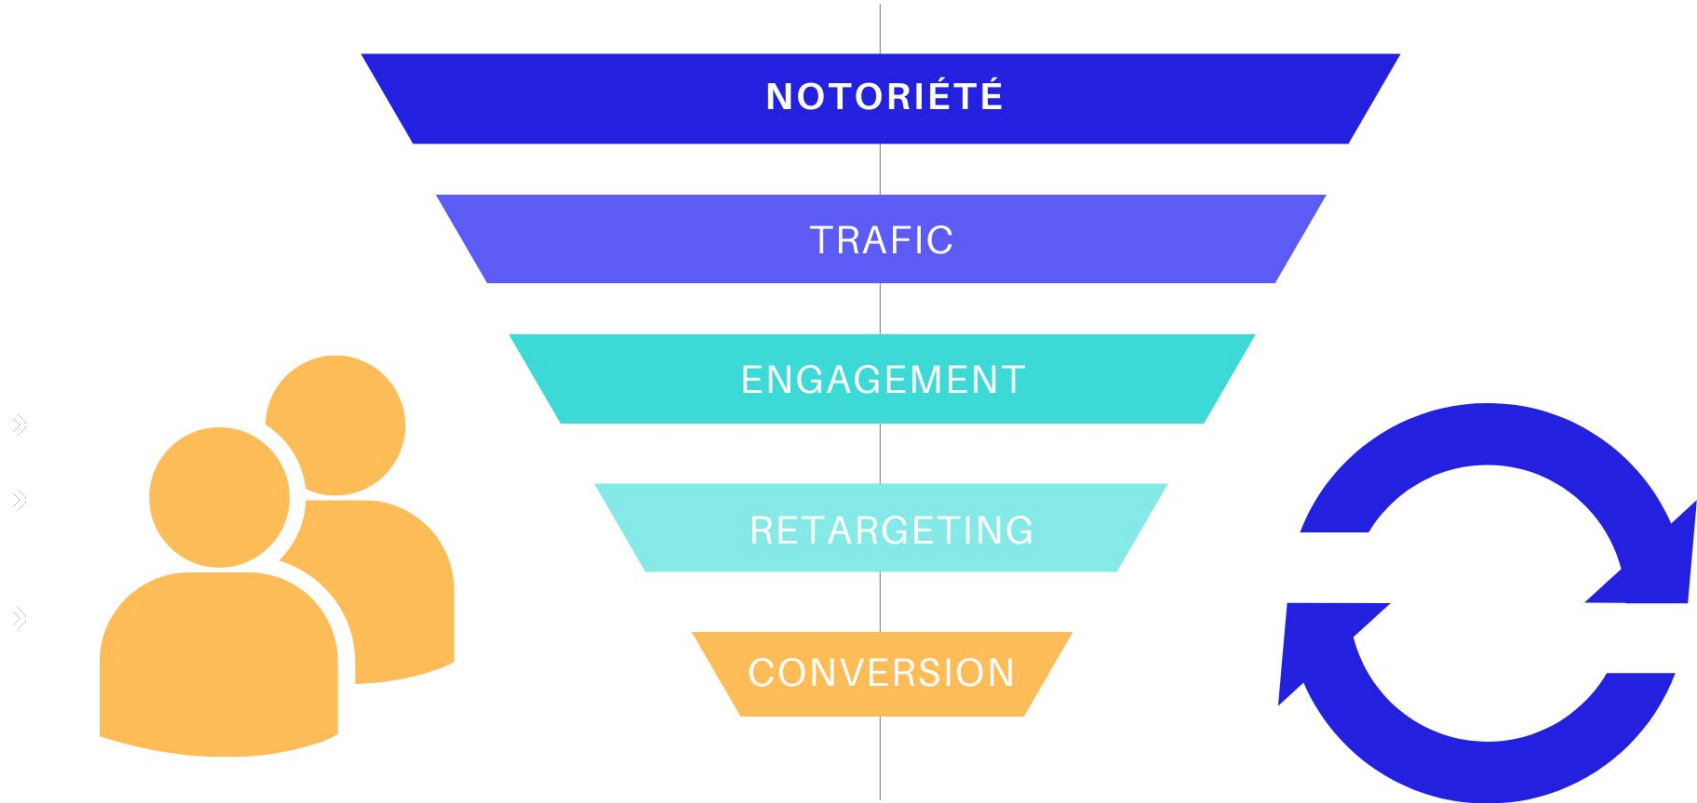 NOTORIÉTÉ
TRAFIC
ENGAGEMENT
RETARGETING
CONVERSION